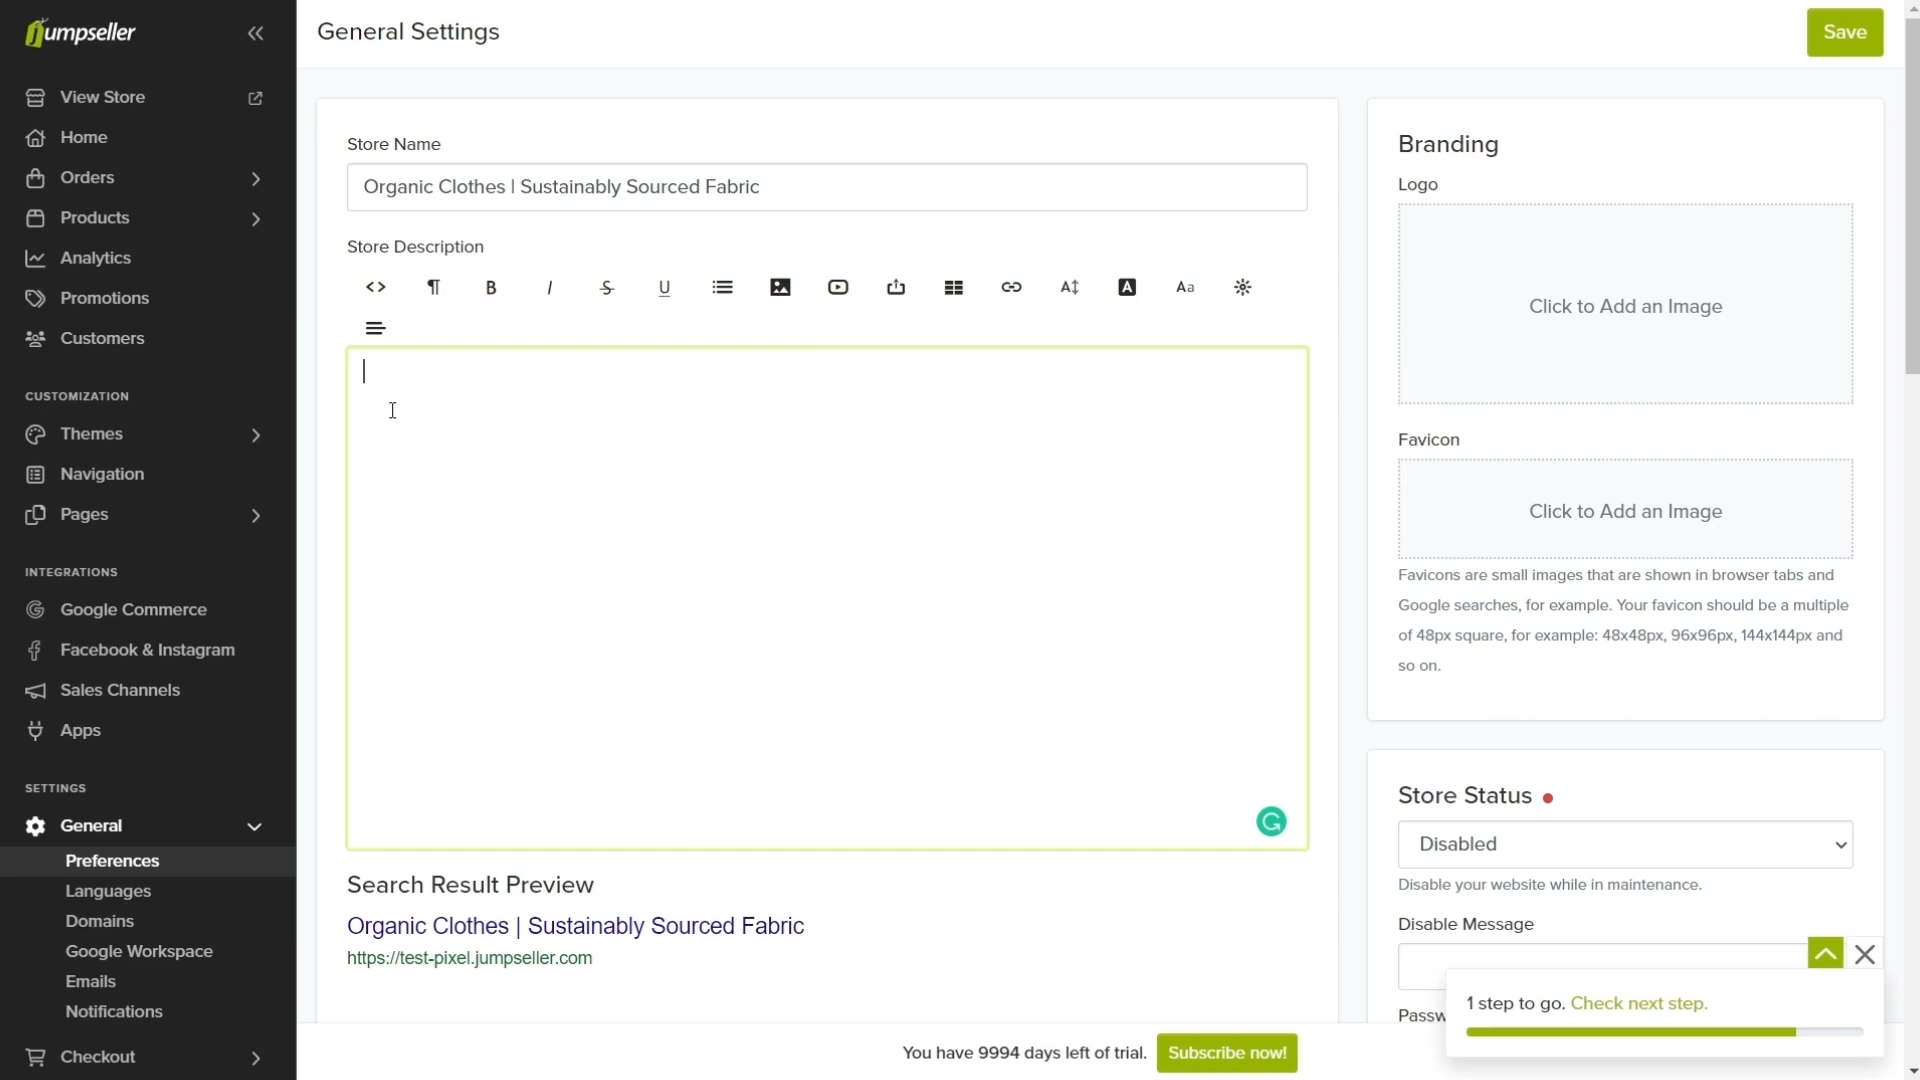 jumpseller
View Store
Home
Orders
Products
Analytics
Promotions
Customers
CUSTOMIZATION
Themes
Navigation
Pages
INTEGRATIONS
Google Commerce
Facebook & Instagram
Sales Channels
Apps
SETTINGS
General
Preferences
Languages
Domains
Google Workspace
Emails
Notifications
Checkout
General Settings
Save
Store Name
Organic Clothes | Sustainably Sourced Fabric
Store Description
<> ¶ B I S U A Aa
Search Result Preview
Organic Clothes | Sustainably Sourced Fabric
https://test-pixel.jumpseller.com
Branding
Logo
Click to Add an Image
Favicon
Click to Add an Image
Favicons are small images that are shown in browser tabs and
Google searches, for example. Your favicon should be a multiple
of 48px square, for example: 48x48px, 96x96px, 144x144px and
so on.
Store Status
Disabled
Disable your website while in maintenance.
Disable Message
1 step to go. Check next step.
You have 9994 days left of trial. Subscribe now!